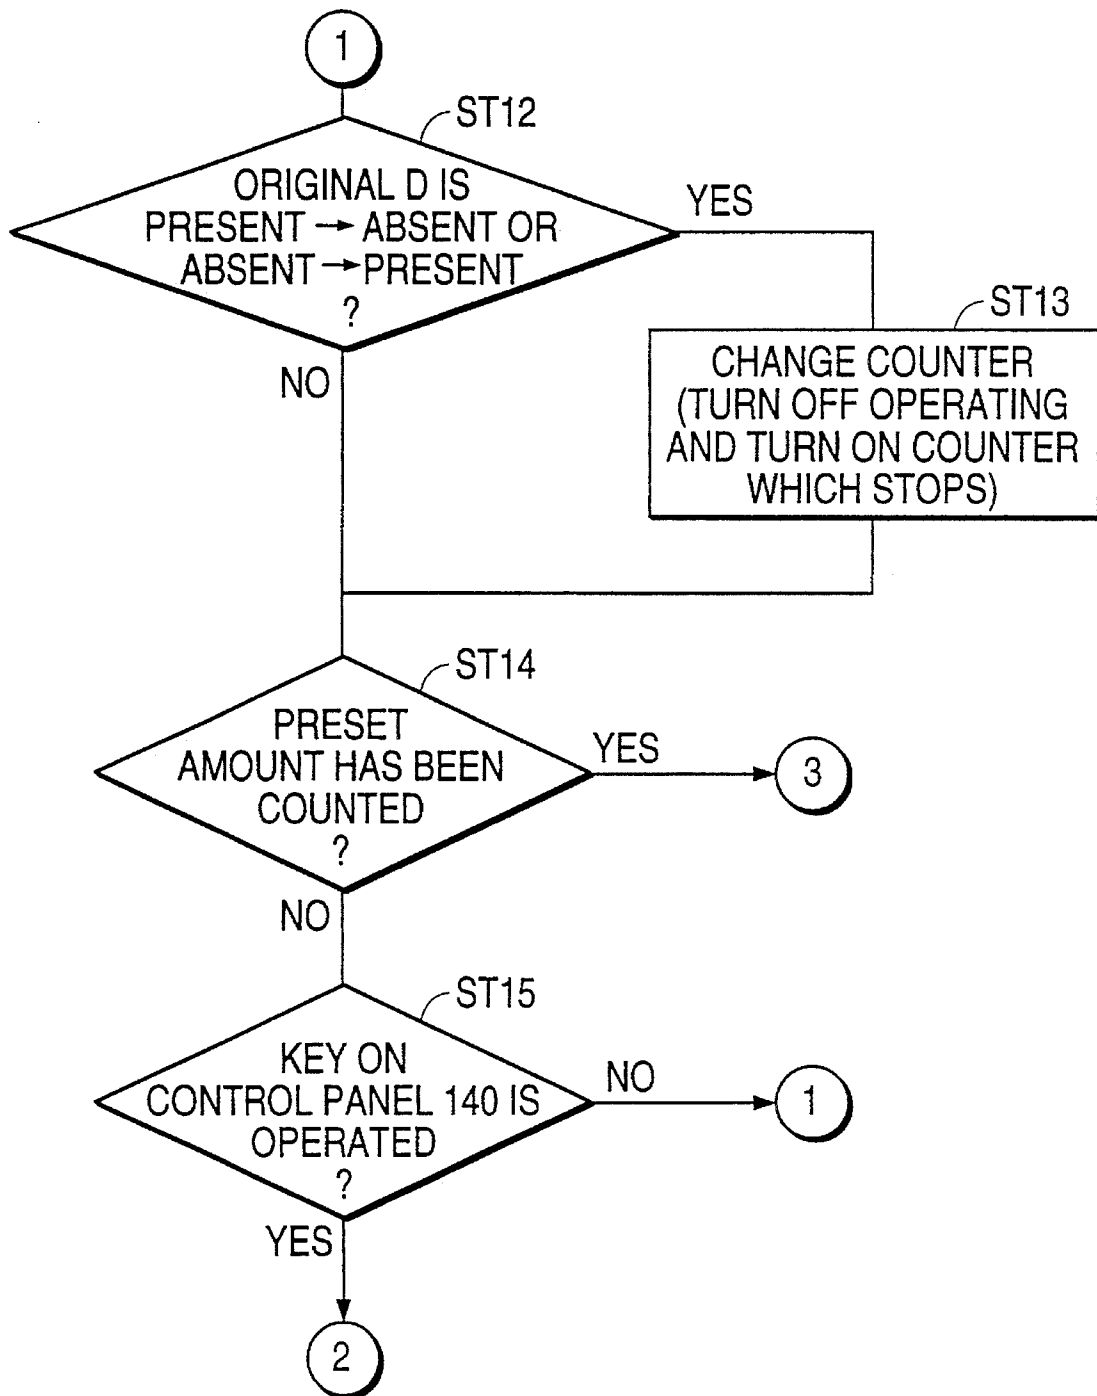 1
ST12
ORIGINAL D IS
PRESENT → ABSENT OR
ABSENT → PRESENT
?
YES
NO
ST13
CHANGE COUNTER
(TURN OFF OPERATING
AND TURN ON COUNTER
WHICH STOPS)
ST14
PRESET
AMOUNT HAS BEEN
COUNTED
?
YES
3
NO
ST15
KEY ON
CONTROL PANEL 140 IS
OPERATED
?
NO
1
YES
2